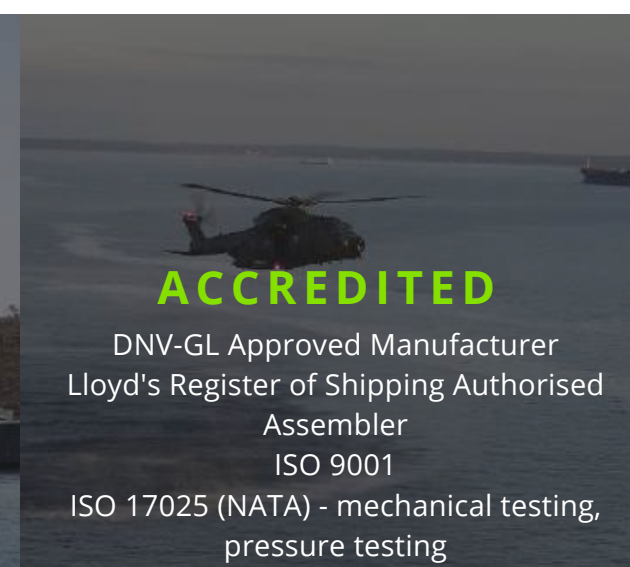 ACCREDITED
DNV-GL Approved Manufacturer
Lloyd's Register of Shipping Authorised
Assembler
ISO 9001
ISO 17025 (NATA) - mechanical testing,
pressure testing